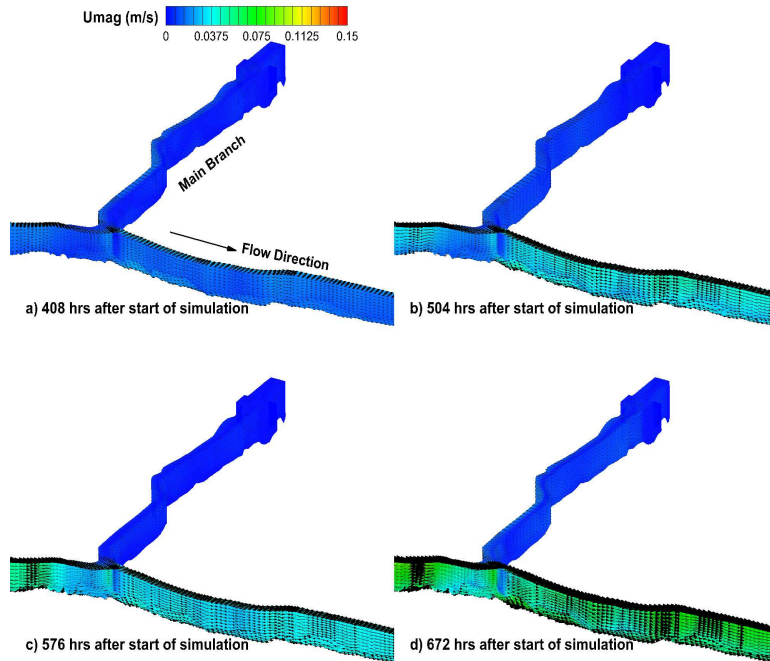 Umag (m/s)
0 0.0375 0.075 0.1125 0.15
Main Branch
Flow Direction
a) 408 hrs after start of simulation
b) 504 hrs after start of simulation
c) 576 hrs after start of simulation
d) 672 hrs after start of simulation